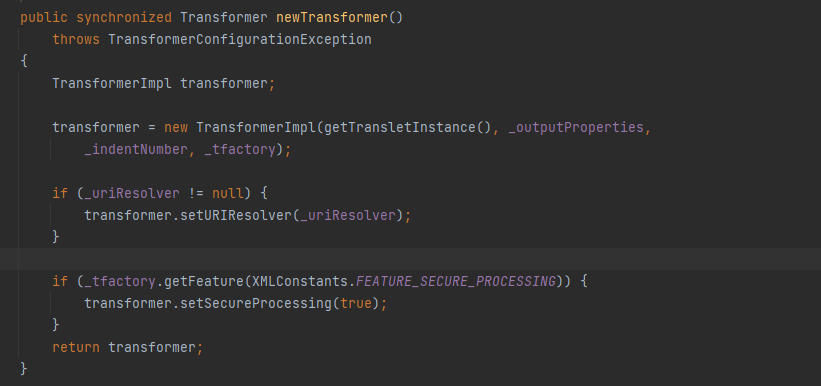 public synchronized Transformer newTransformer()
    throws TransformerConfigurationException
{
    TransformerImpl transformer;

    transformer = new TransformerImpl(getTransletInstance(), _outputProperties,
        _indentNumber, _tfactory);

    if (_uriResolver != null) {
        transformer.setURIResolver(_uriResolver);
    }

    if (_tfactory.getFeature(XMLConstants.FEATURE_SECURE_PROCESSING)) {
        transformer.setSecureProcessing(true);
    }
    return transformer;
}